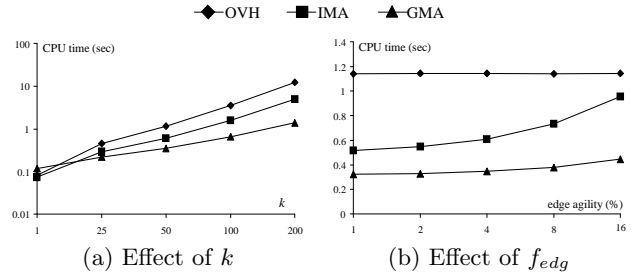 OVH IMA GMA
CPU time (sec)
100
10
1
0.1
0.01
k
1 25 50 100 200
(a) Effect of k
CPU time (sec)
1.4
1.2
1
0.8
0.6
0.4
0.2
0
edge agility (%)
1 2 4 8 16
(b) Effect of fedg